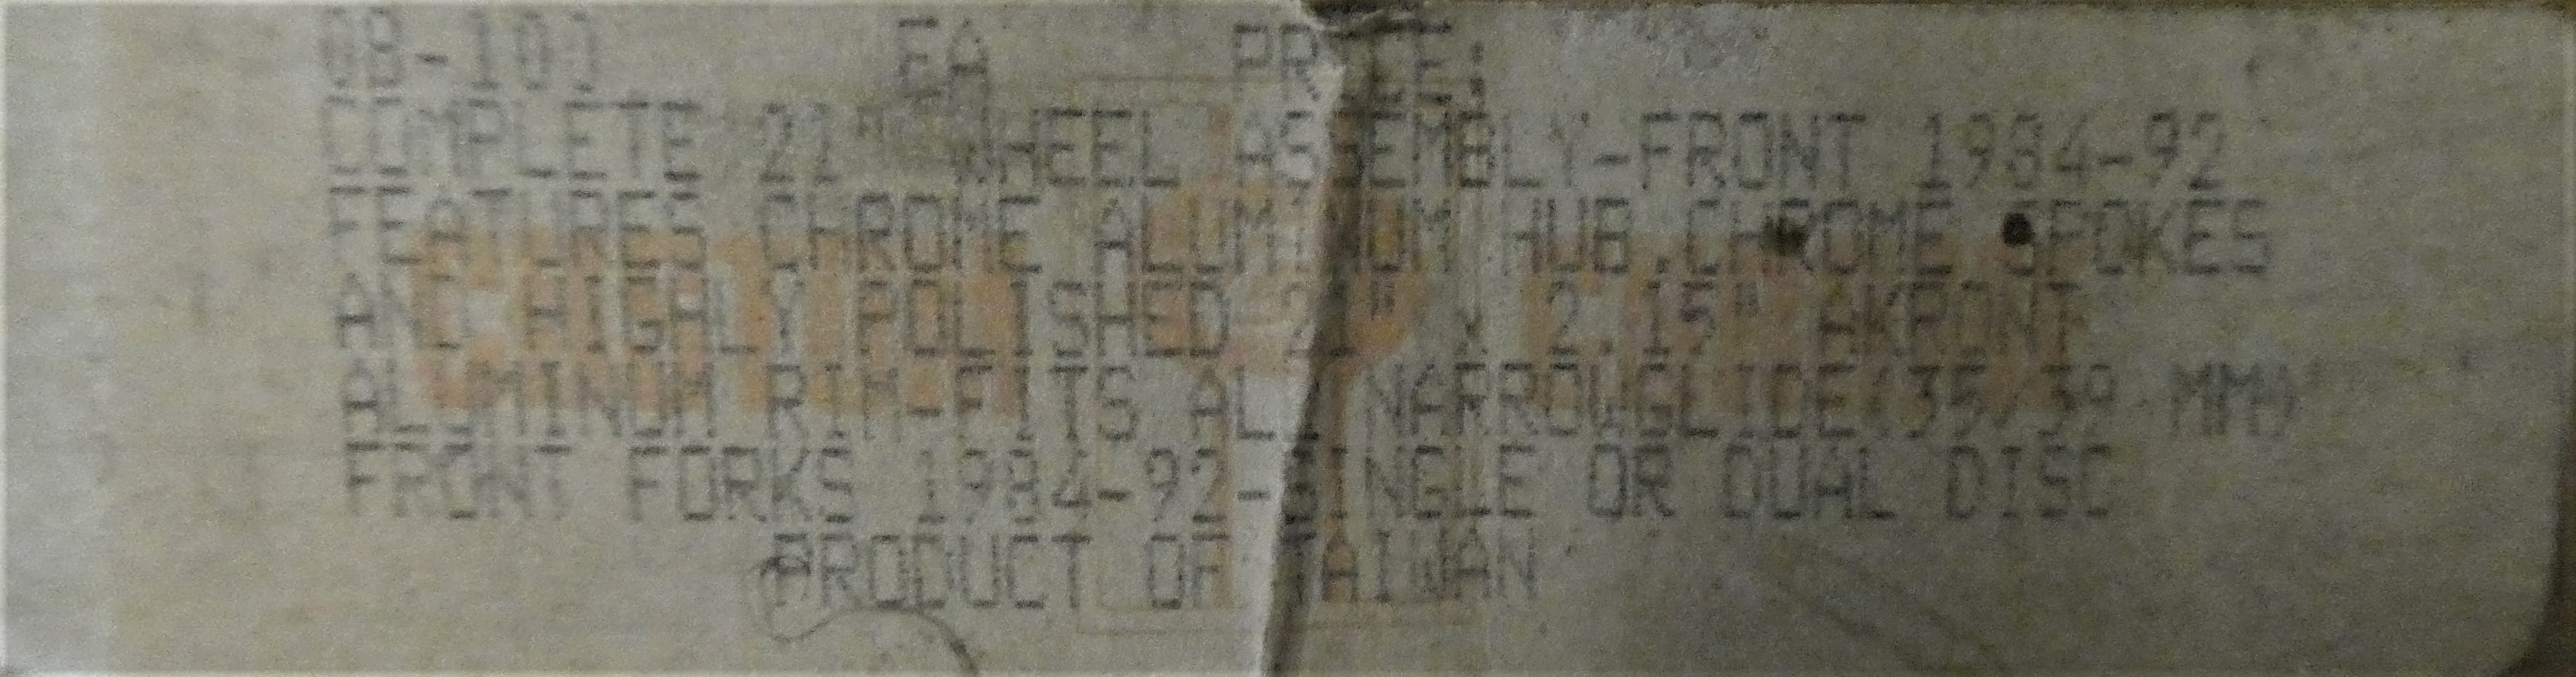 EA PRICE:
COMPLETE 21" WHEEL ASSEMBLY-FRONT 1984-92
FEATURES CHROME ALUMINUM HUB,CHROME SPOKES
AND HIGHLY POLISHED 21" x 2.15" AKRONT
ALUMINUM RIM-FITS ALL NARROWGLIDE(35/39 MM)
FRONT FORKS 1984-92-SINGLE OR DUAL DISC
PRODUCT OF TAIWAN